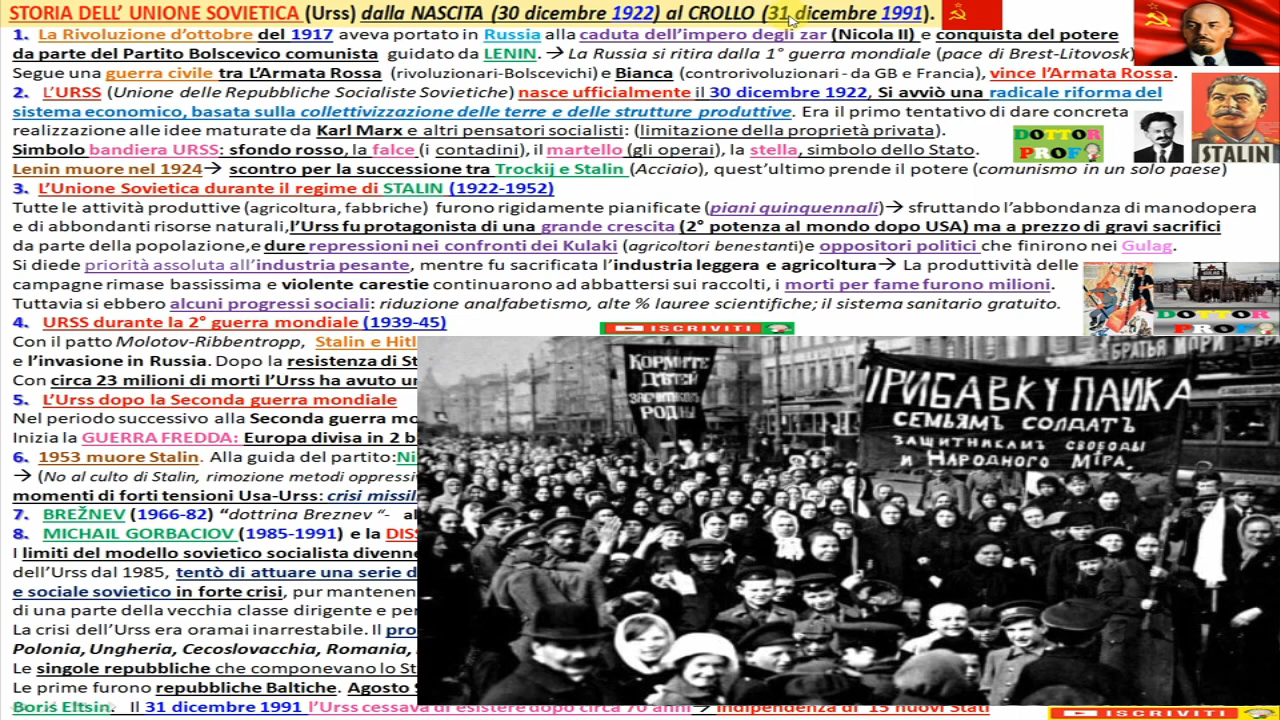 STORIA DELL' UNIONE SOVIETICA (Urss) dalla NASCITA (30 dicembre 1922) al CROLLO (31 dicembre 1991).
1. La Rivoluzione d'ottobre del 1917 aveva portato in Russia alla caduta dell'impero degli zar (Nicola II) e conquista del potere
da parte del Partito Bolscevico comunista guidato da LENIN. → La Russia si ritira dalla 1° guerra mondiale (pace di Brest-Litovosk)
Segue una guerra civile tra L'Armata Rossa (rivoluzionari-Bolscevichi) e Bianca (controrivoluzionari - da GB e Francia), vince l'Armata Rossa.
2. L'URSS (Unione delle Repubbliche Socialiste Sovietiche) nasce ufficialmente il 30 dicembre 1922, Si avviò una radicale riforma del
sistema economico, basata sulla collettivizzazione delle terre e delle strutture produttive. Era il primo tentativo di dare concreta
realizzazione alle idee maturate da Karl Marx e altri pensatori socialisti: (limitazione della proprietà privata).
DOTTOR
PROF
Simbolo bandiera URSS: sfondo rosso, la falce (i contadini), il martello (gli operai), la stella, simbolo dello Stato.
STALIN
Lenin muore nel 1924→ scontro per la successione tra Trockij e Stalin (Acciaio), quest'ultimo prende il potere (comunismo in un solo paese)
3. L'Unione Sovietica durante il regime di STALIN (1922-1952)
Tutte le attività produttive (agricoltura, fabbriche) furono rigidamente pianificate (piani quinquennali)→ sfruttando l'abbondanza di manodopera
e di abbondanti risorse naturali,l'Urss fu protagonista di una grande crescita (2° potenza al mondo dopo USA) ma a prezzo di gravi sacrifici
da parte della popolazione,e dure repressioni nei confronti dei Kulaki (agricoltori benestanti)e oppositori politici che finirono nei Gulag.
Si diede priorità assoluta all'industria pesante, mentre fu sacrificata l'industria leggera e agricoltura→ La produttività delle
campagne rimase bassissima e violente carestie continuarono ad abbattersi sui raccolti, i morti per fame furono milioni.
Tuttavia si ebbero alcuni progressi sociali: riduzione analfabetismo, alte % lauree scientifiche; il sistema sanitario gratuito.
DOTTOR
PROF
4. URSS durante la 2° guerra mondiale (1939-45)
ISCRIVITI
Con il patto Molotov-Ribbentropp, Stalin e Hitl
e l'invasione in Russia. Dopo la resistenza di St
Con circa 23 milioni di morti l'Urss ha avuto un
5. L'Urss dopo la Seconda guerra mondiale
Nel periodo successivo alla Seconda guerra mo
Inizia la GUERRA FREDDA: Europa divisa in 2 b
6. 1953 muore Stalin. Alla guida del partito:Ni
→ (No al culto di Stalin, rimozione metodi oppressi
momenti di forti tensioni Usa-Urss: crisi missil
7. BREŽNEV (1966-82) "dottrina Breznev "- al
8. MICHAIL GORBACIOV (1985-1991) e la DISS
I limiti del modello sovietico socialista divenne
dell'Urss dal 1985, tentò di attuare una serie d
e sociale sovietico in forte crisi, pur mantenen
di una parte della vecchia classe dirigente e per
La crisi dell'Urss era oramai inarrestabile. Il pro
Polonia, Ungheria, Cecoslovacchia, Romania,
Le singole repubbliche che componevano lo St
Le prime furono repubbliche Baltiche. Agosto
Boris Eltsin. Il 31 dicembre 1991 l'Urss cessava di esistere dopo circa 70 anni→ indipendenza di 15 nuovi Stati
КОРМИТЕ
ДѢТЕЙ
ЗАЩИТНИКОВЪ
РОДИНЫ
ПРИБАВКУ ПАЙКА
СЕМЬЯМЪ СОЛДАТЪ
ЗАЩИТНИКАМЪ СВОБОДЫ
И НАРОДНОГО МІРА.
БРАТЬЯ
ISCRIVITI